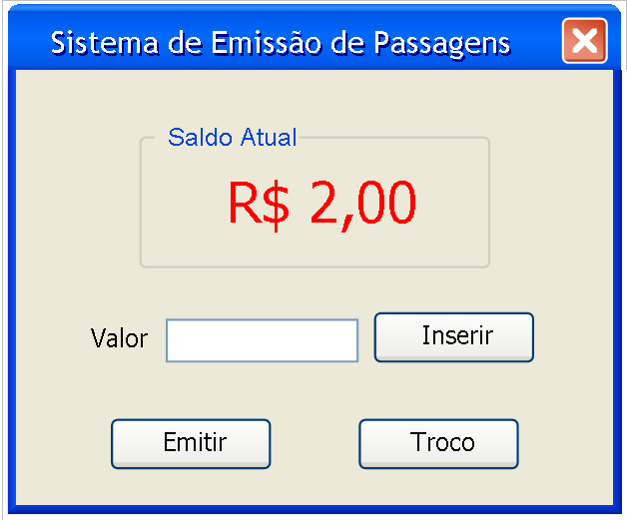 Sistema de Emissão de Passagens
Saldo Atual
R$ 2,00
Valor
Inserir
Emitir
Troco